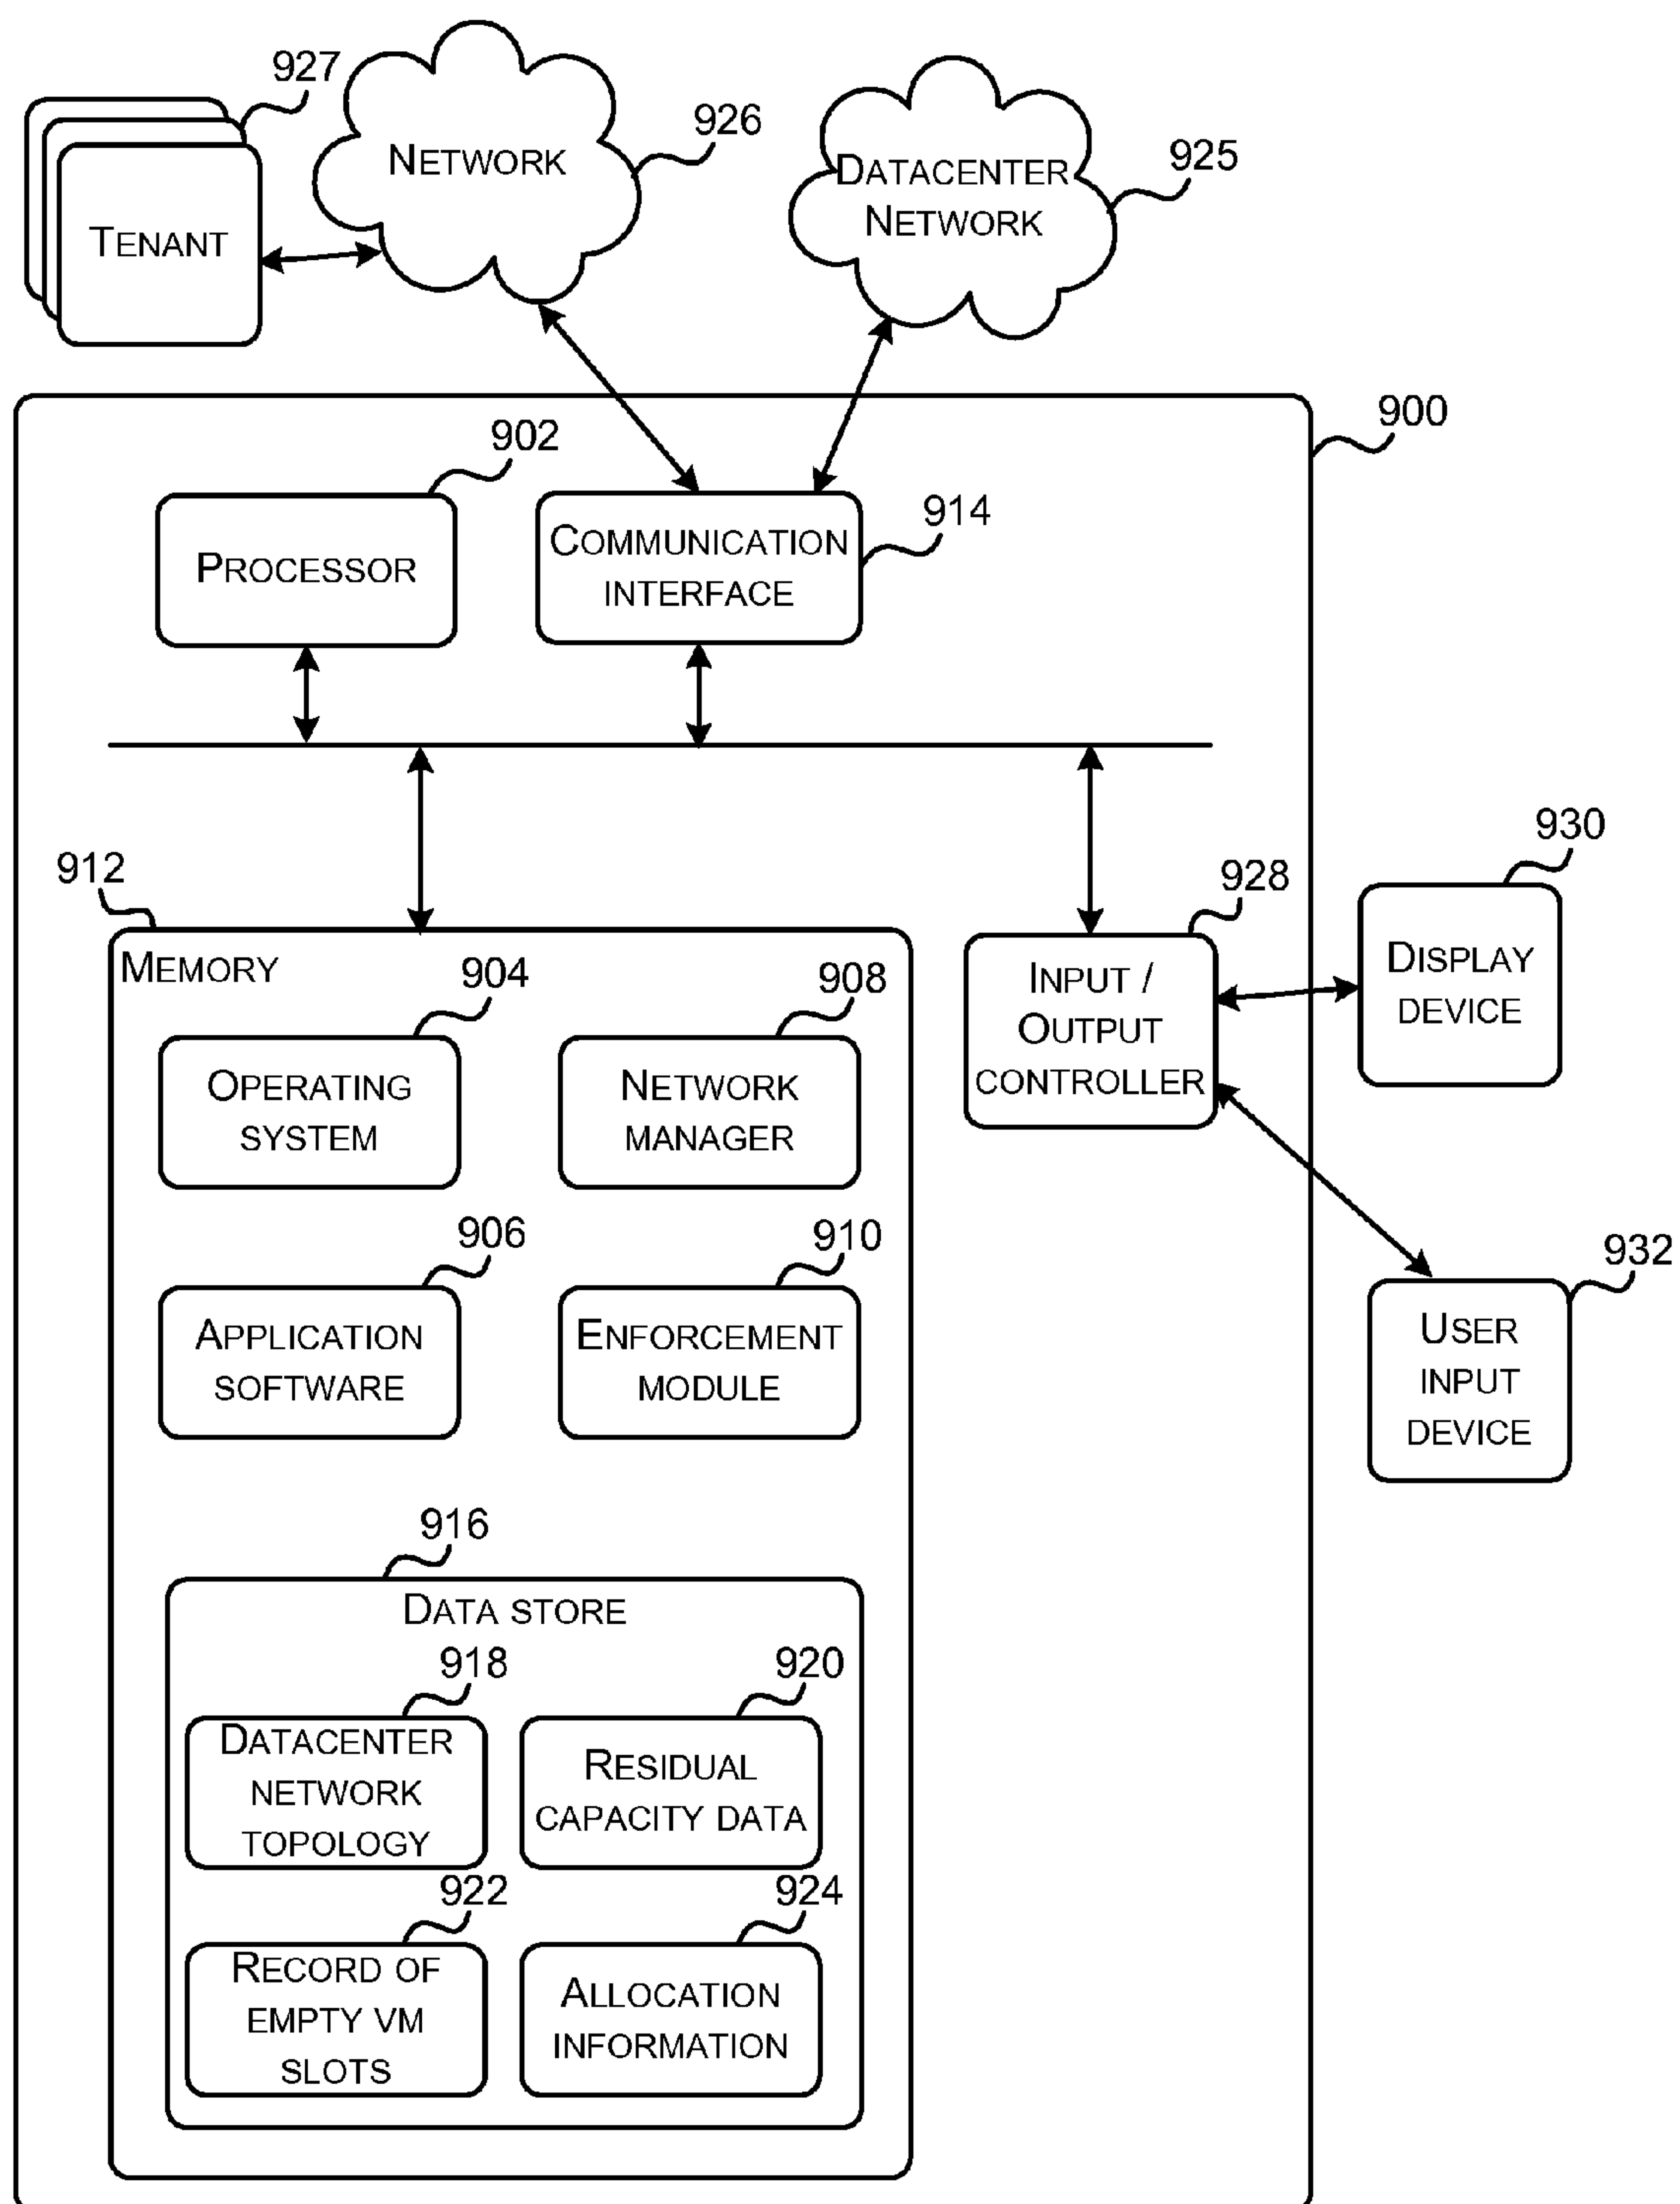 927
NETWORK
926
DATACENTER
NETWORK
925
TENANT
900
902
PROCESSOR
COMMUNICATION
INTERFACE
914
912
MEMORY
904
OPERATING
SYSTEM
908
NETWORK
MANAGER
928
INPUT /
OUTPUT
CONTROLLER
930
DISPLAY
DEVICE
906
APPLICATION
SOFTWARE
910
ENFORCEMENT
MODULE
932
USER
INPUT
DEVICE
916
DATA STORE
918
DATACENTER
NETWORK
TOPOLOGY
920
RESIDUAL
CAPACITY DATA
922
RECORD OF
EMPTY VM
SLOTS
924
ALLOCATION
INFORMATION